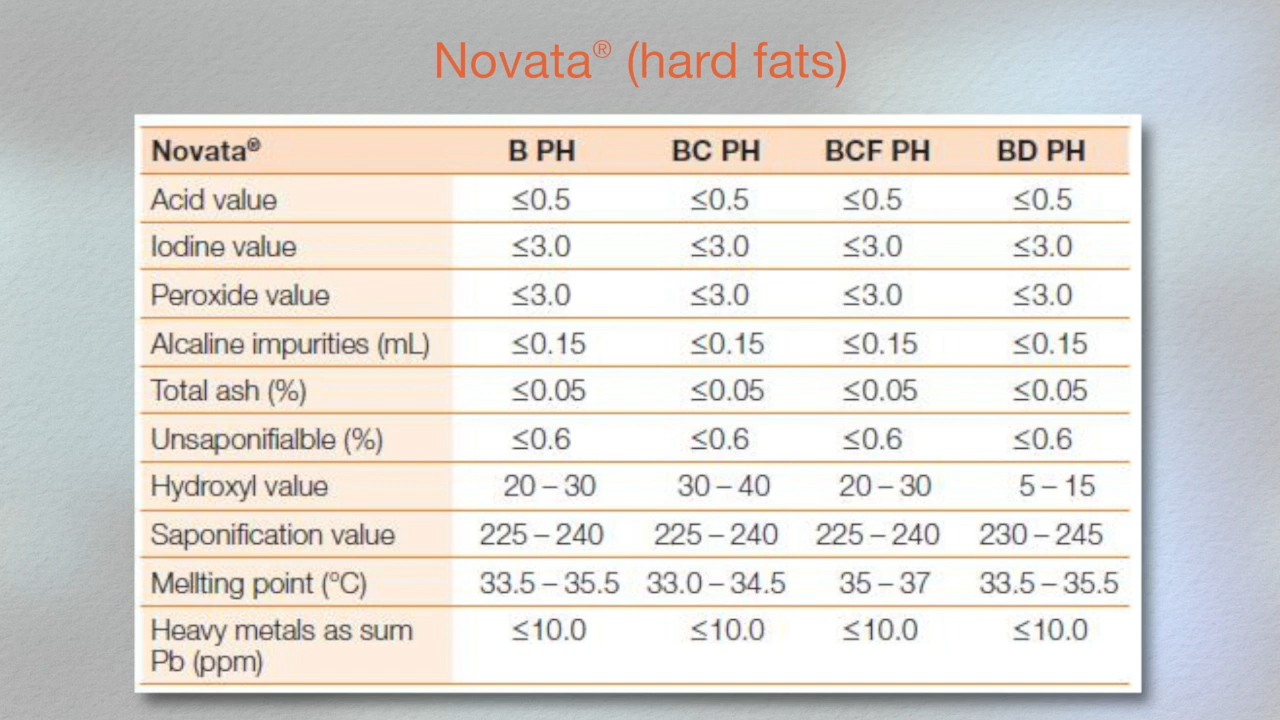 Novata® (hard fats)
Novata® B PH BC PH BCF PH BD PH
Acid value ≤0.5 ≤0.5 ≤0.5 ≤0.5
Iodine value ≤3.0 ≤3.0 ≤3.0 ≤3.0
Peroxide value ≤3.0 ≤3.0 ≤3.0 ≤3.0
Alcaline impurities (mL) ≤0.15 ≤0.15 ≤0.15 ≤0.15
Total ash (%) ≤0.05 ≤0.05 ≤0.05 ≤0.05
Unsaponifialble (%) ≤0.6 ≤0.6 ≤0.6 ≤0.6
Hydroxyl value 20 – 30 30 – 40 20 – 30 5 – 15
Saponification value 225 – 240 225 – 240 225 – 240 230 – 245
Mellting point (°C) 33.5 – 35.5 33.0 – 34.5 35 – 37 33.5 – 35.5
Heavy metals as sum ≤10.0 ≤10.0 ≤10.0 ≤10.0
Pb (ppm)